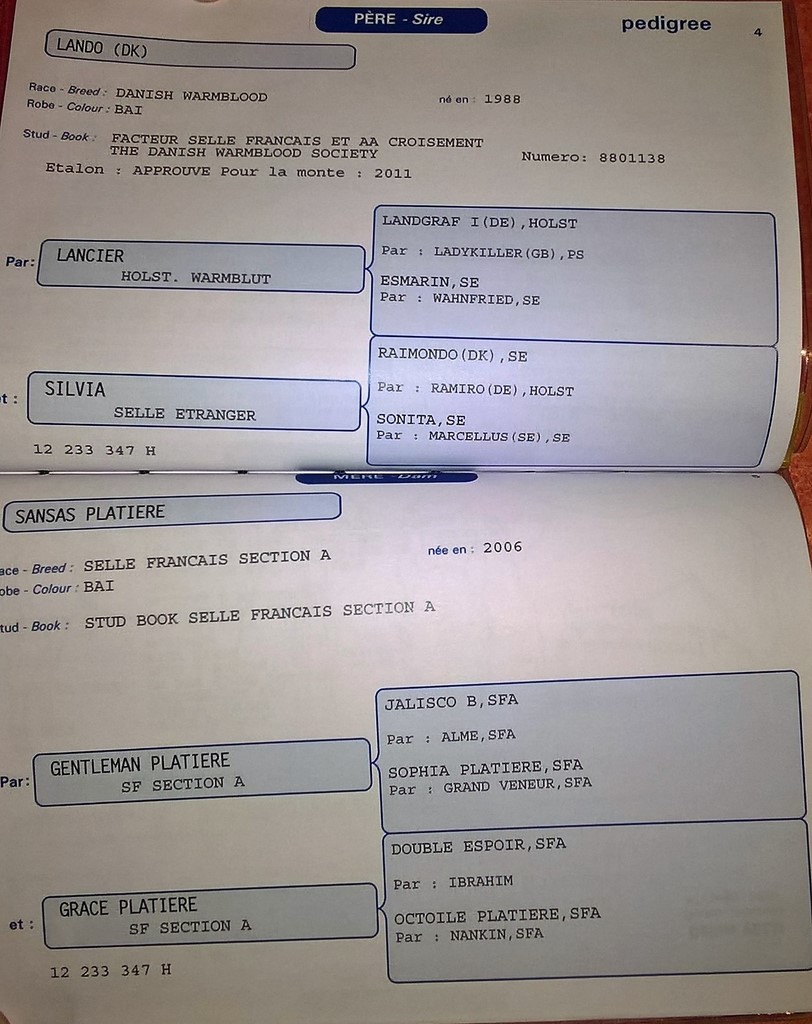 PÈRE - Sire
pedigree
4
LANDO (DK)
Race - Breed : DANISH WARMBLOOD
né en : 1988
Robe - Colour : BAI
Stud - Book : FACTEUR SELLE FRANCAIS ET AA CROISEMENT
THE DANISH WARMBLOOD SOCIETY
Numero: 8801138
Etalon : APPROUVE Pour la monte : 2011
LANDGRAF I(DE),HOLST
Par: LANCIER
HOLST. WARMBLUT
Par : LADYKILLER(GB),PS
ESMARIN,SE
Par : WAHNFRIED,SE
RAIMONDO(DK),SE
t : SILVIA
SELLE ETRANGER
Par : RAMIRO(DE),HOLST
SONITA,SE
Par : MARCELLUS(SE),SE
12 233 347 H
MERE - Dam
SANSAS PLATIERE
ace - Breed : SELLE FRANCAIS SECTION A
née en : 2006
obe - Colour : BAI
tud - Book : STUD BOOK SELLE FRANCAIS SECTION A
JALISCO B,SFA
Par : ALME,SFA
Par: GENTLEMAN PLATIERE
SF SECTION A
SOPHIA PLATIERE,SFA
Par : GRAND VENEUR,SFA
DOUBLE ESPOIR,SFA
Par : IBRAHIM
et : GRACE PLATIERE
SF SECTION A
OCTOILE PLATIERE,SFA
Par : NANKIN,SFA
12 233 347 H